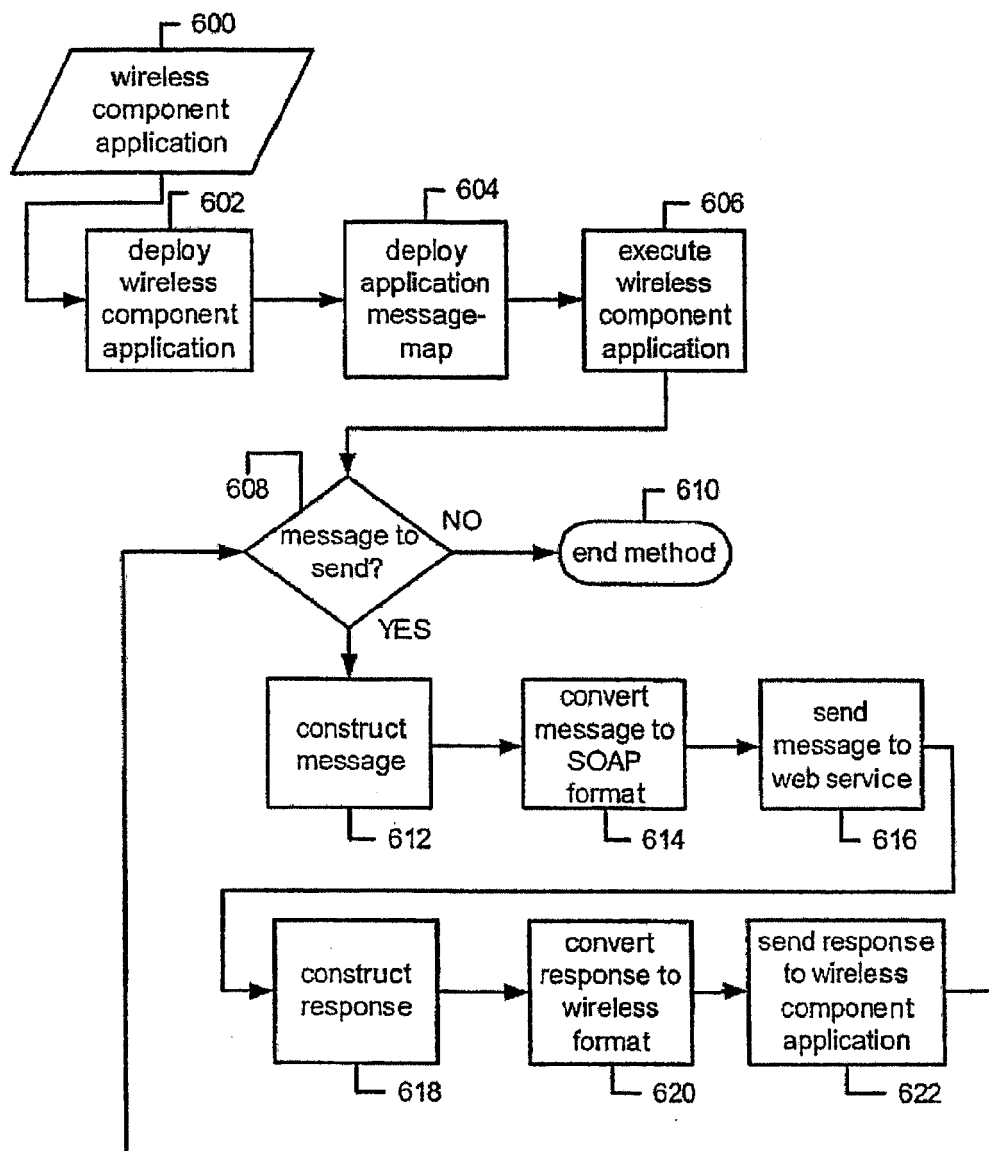 600
wireless
component
application
602
deploy
wireless
component
application
604
deploy
application
message-
map
606
execute
wireless
component
application
608
message to
send?
NO
610
end method
YES
construct
message
612
convert
message to
SOAP
format
614
send
message to
web service
616
construct
response
618
convert
response to
wireless
format
620
send response
to wireless
component
application
622